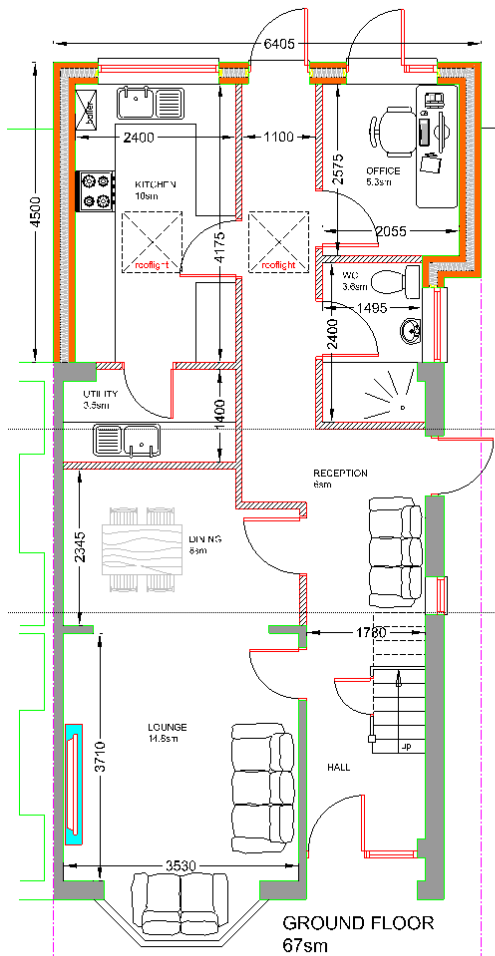 6405
boiler
2400
1100
2575
OFFICE
5.3sm
KITCHEN
10sm
4500
4175
2055
rooflight
rooflight
WC
3.6sm
1495
2400
UTILITY
3.5sm
1400
RECEPTION
6sm
2345
DINING
8sm
1780
LOUNGE
14.5sm
3710
up
HALL
3530
GROUND FLOOR
67sm